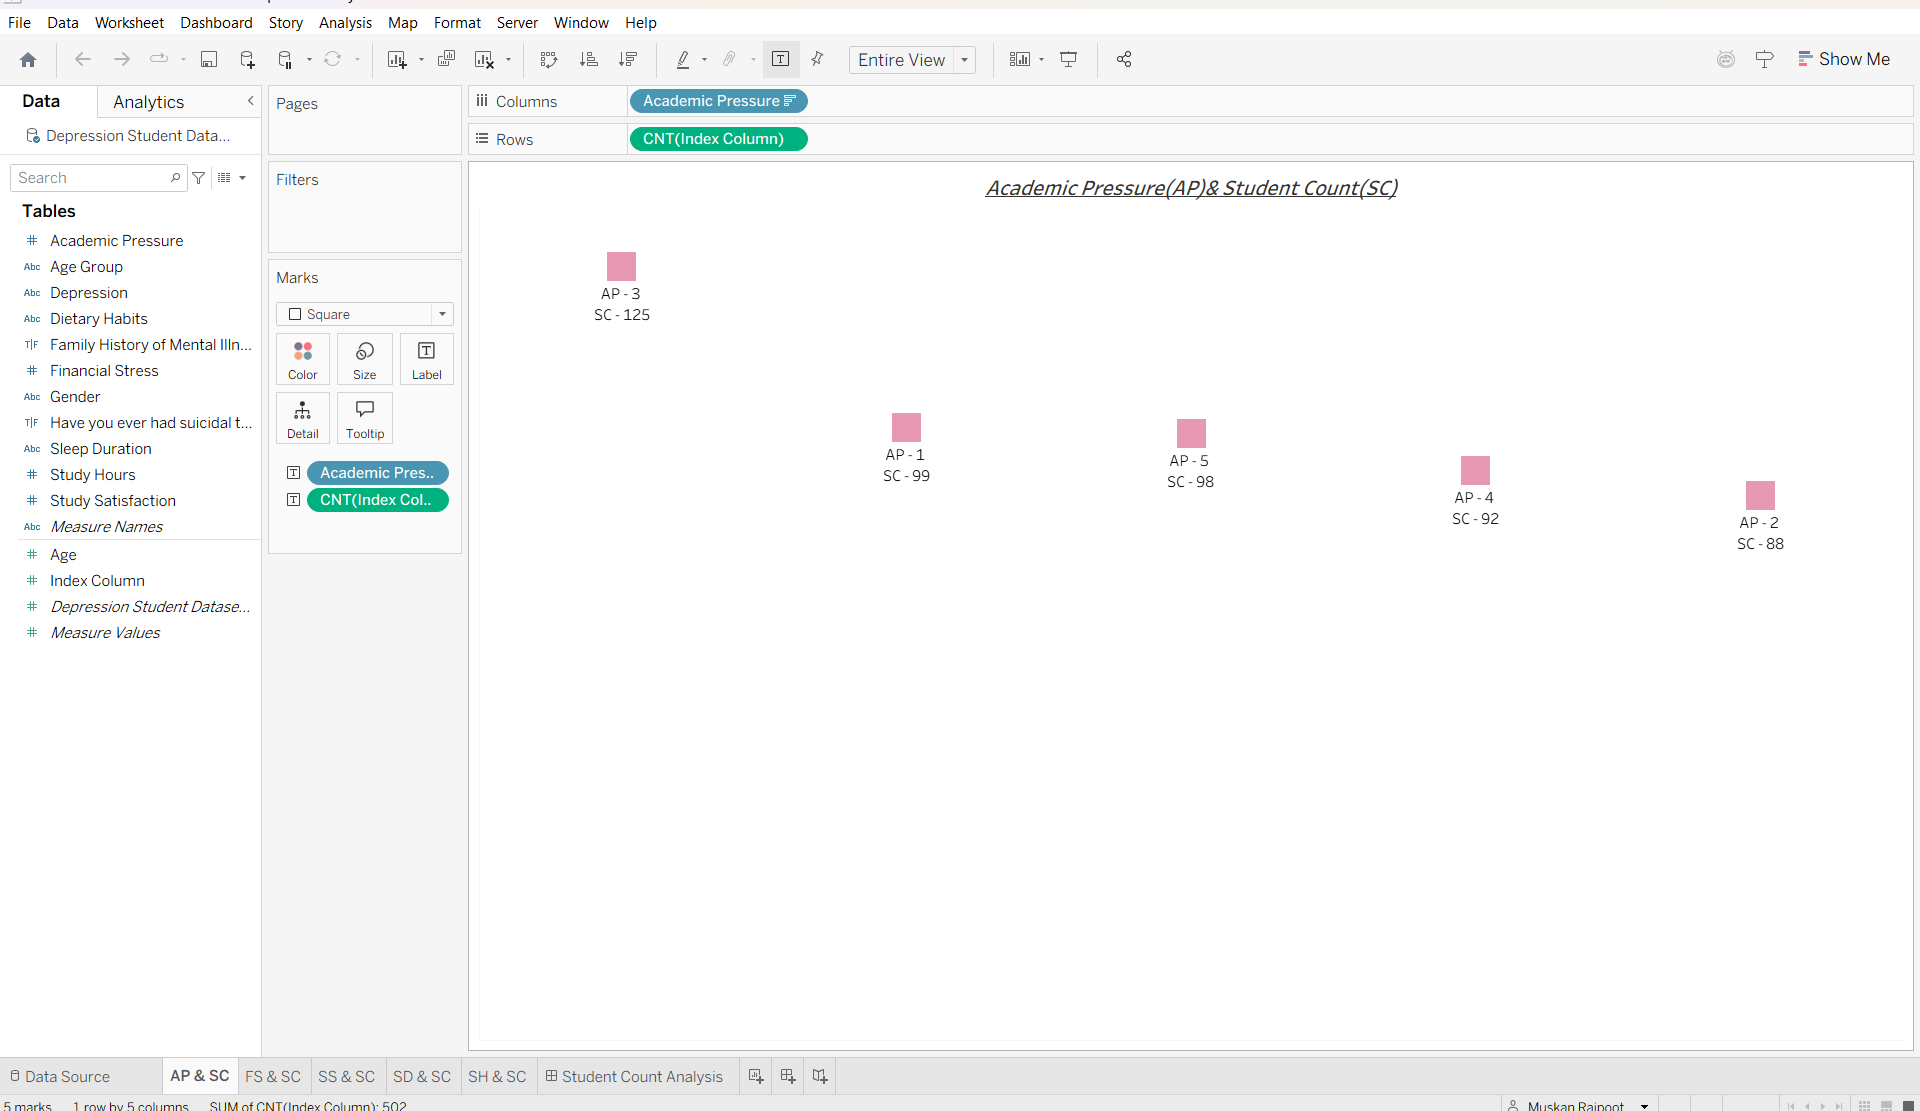 File Data Worksheet Dashboard Story Analysis Map Format Server Window Help
Entire View
Show Me
Data Analytics
Depression Student Data...
Search
Tables
Academic Pressure
Abc Age Group
Abc Depression
Abc Dietary Habits
T|F Family History of Mental Illn...
Financial Stress
Abc Gender
T|F Have you ever had suicidal t...
Abc Sleep Duration
Study Hours
Study Satisfaction
Abc Measure Names
Age
Index Column
Depression Student Datase...
Measure Values
Pages
Filters
Marks
Square
Color Size Label
Detail Tooltip
Academic Pres..
CNT(Index Col..
Columns Academic Pressure
Rows CNT(Index Column)
Academic Pressure(AP)& Student Count(SC)
AP - 3
SC - 125
AP - 1
SC - 99
AP - 5
SC - 98
AP - 4
SC - 92
AP - 2
SC - 88
Data Source AP & SC FS & SC SS & SC SD & SC SH & SC Student Count Analysis
5 marks 1 row by 5 columns SUM of CNT(Index Column): 502
Muskan Rajpoot